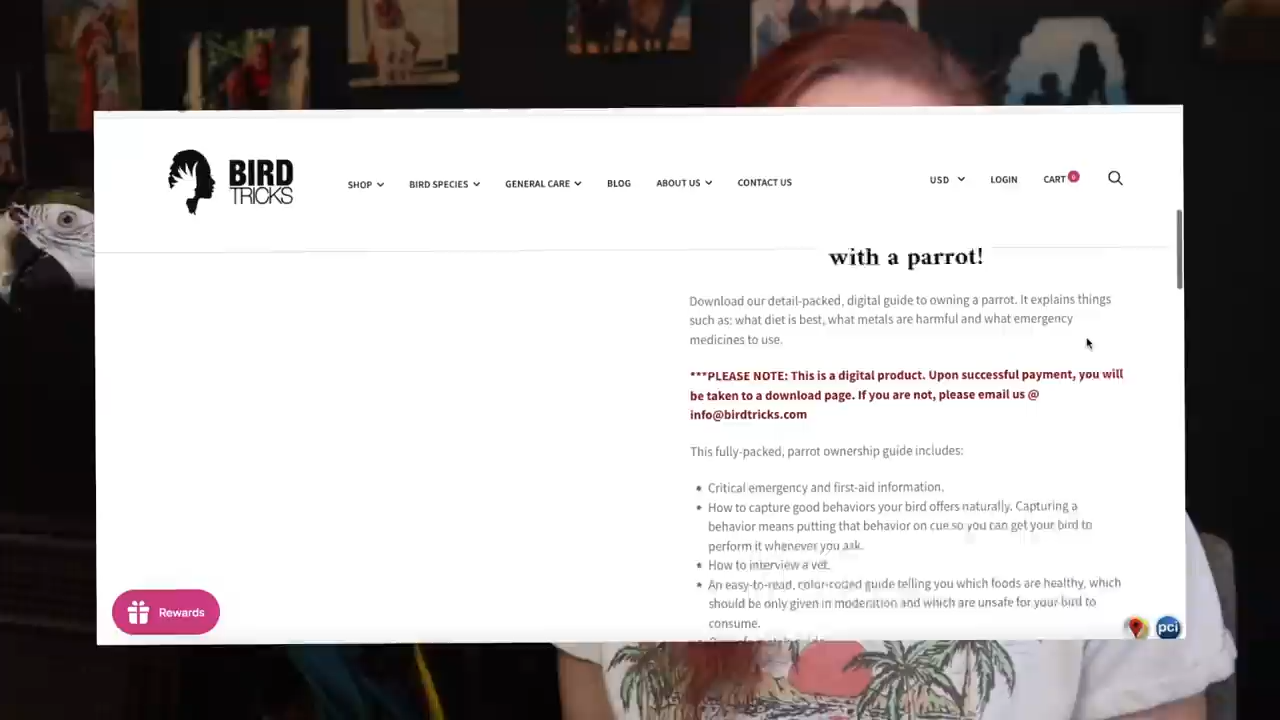 BIRD
TRICKS
SHOP
BIRD SPECIES
GENERAL CARE
BLOG
ABOUT US
CONTACT US
USD
LOGIN
CART
0
with a parrot!
Download our detail-packed, digital guide to owning a parrot. It explains things
such as: what diet is best, what metals are harmful and what emergency
medicines to use.
***PLEASE NOTE: This is a digital product. Upon successful payment, you will
be taken to a download page. If you are not, please email us @
info@birdtricks.com
This fully-packed, parrot ownership guide includes:
Critical emergency and first-aid information.
How to capture good behaviors your bird offers naturally. Capturing a
behavior means putting that behavior on cue so you can get your bird to
perform it whenever you ask.
How to interview a vet.
An easy-to-read, color-coded guide telling you which foods are healthy, which
should be only given in moderation and which are unsafe for your bird to
consume.
Rewards
pci